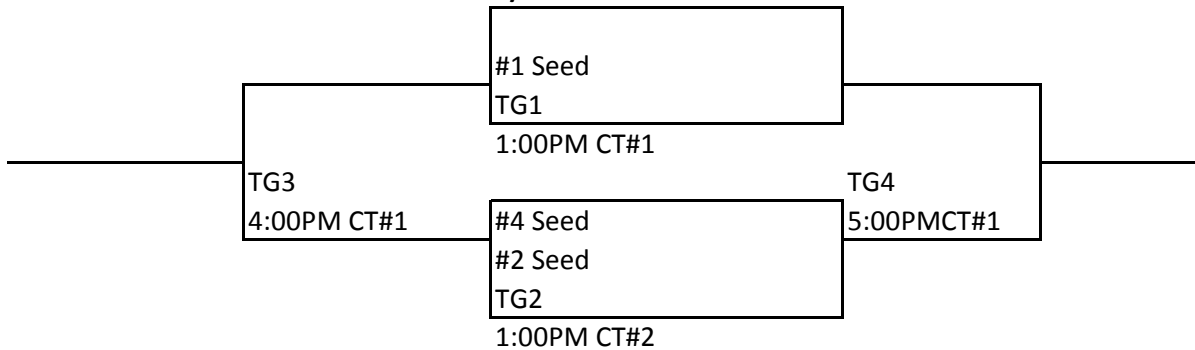 #1 Seed
TG1
1:00PM CT#1
TG3
TG4
4:00PM CT#1
#4 Seed
5:00PMCT#1
#2 Seed
TG2
1:00PM CT#2